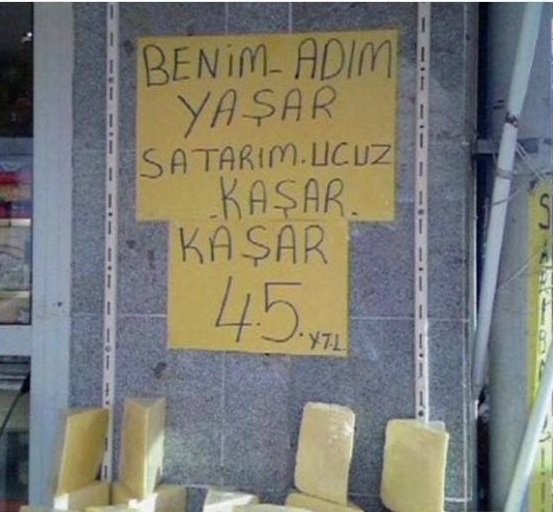 BENİM-ADIM
YAŞAR
SATARIM.UCUZ
.KAŞAR.
KAŞAR
4.5.YTL